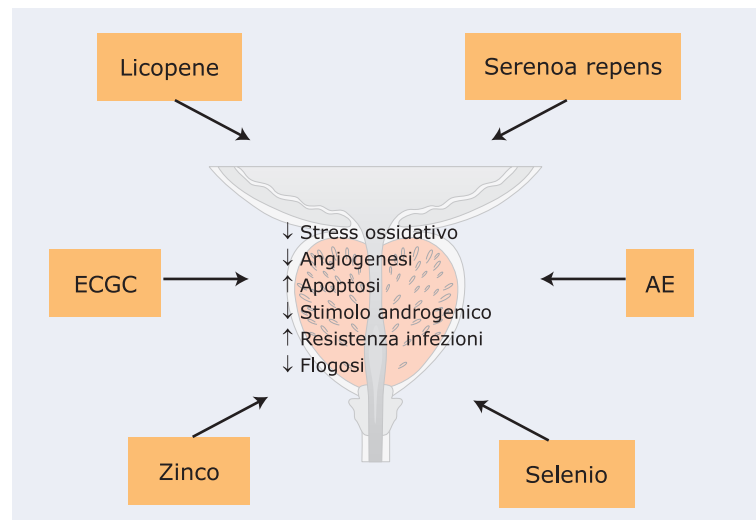 Licopene
Serenoa repens
↓ Stress ossidativo
↓ Angiogenesi
↑ Apoptosi
↓ Stimolo androgenico
↑ Resistenza infezioni
↓ Flogosi
ECGC
AE
Zinco
Selenio